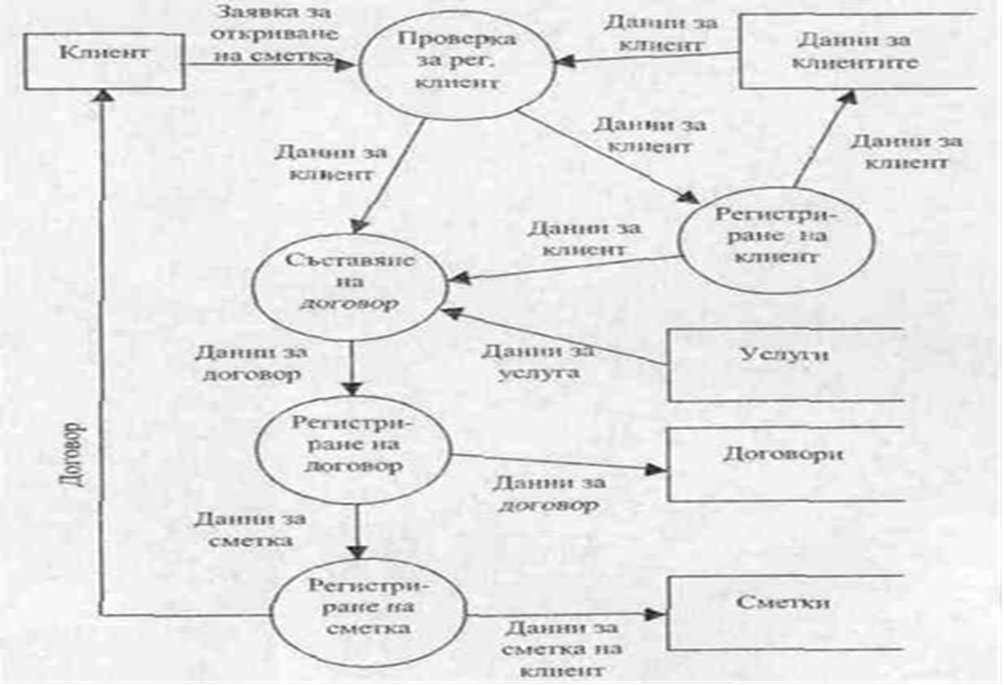 Заявка за
откриване
на сметка
Клиент
Проверка
за рег.
клиент
Данни за
клиент
Данни за
клиентите
Данни за
клиент
Данни за
клиент
Данни за
клиент
Регистри-
ране на
клиент
Данни за
клиент
Съставяне
на
договор
Данни за
услуга
Услуги
Данни за
договор
Регистри-
ране на
договор
Договори
Данни за
договор
Договор
Данни за
сметка
Регистри-
ране на
сметка
Сметки
Данни за
сметка на
клиент